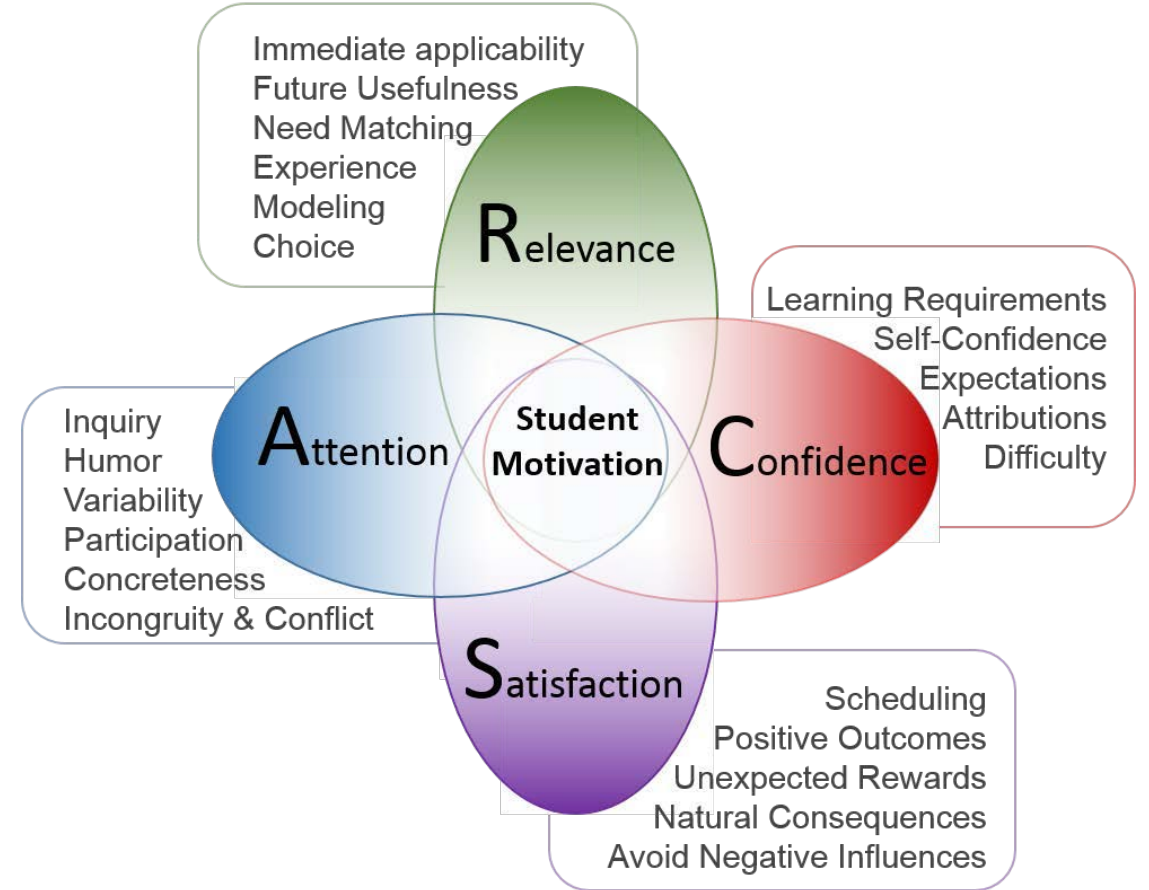 Immediate applicability
Future Usefulness
Need Matching
Experience
Modeling
Choice
Relevance
Learning Requirements
Self-Confidence
Expectations
Attributions
Difficulty
Inquiry
Humor
Variability
Participation
Concreteness
Incongruity & Conflict
Attention
Student
Motivation
Confidence
Satisfaction
Scheduling
Positive Outcomes
Unexpected Rewards
Natural Consequences
Avoid Negative Influences